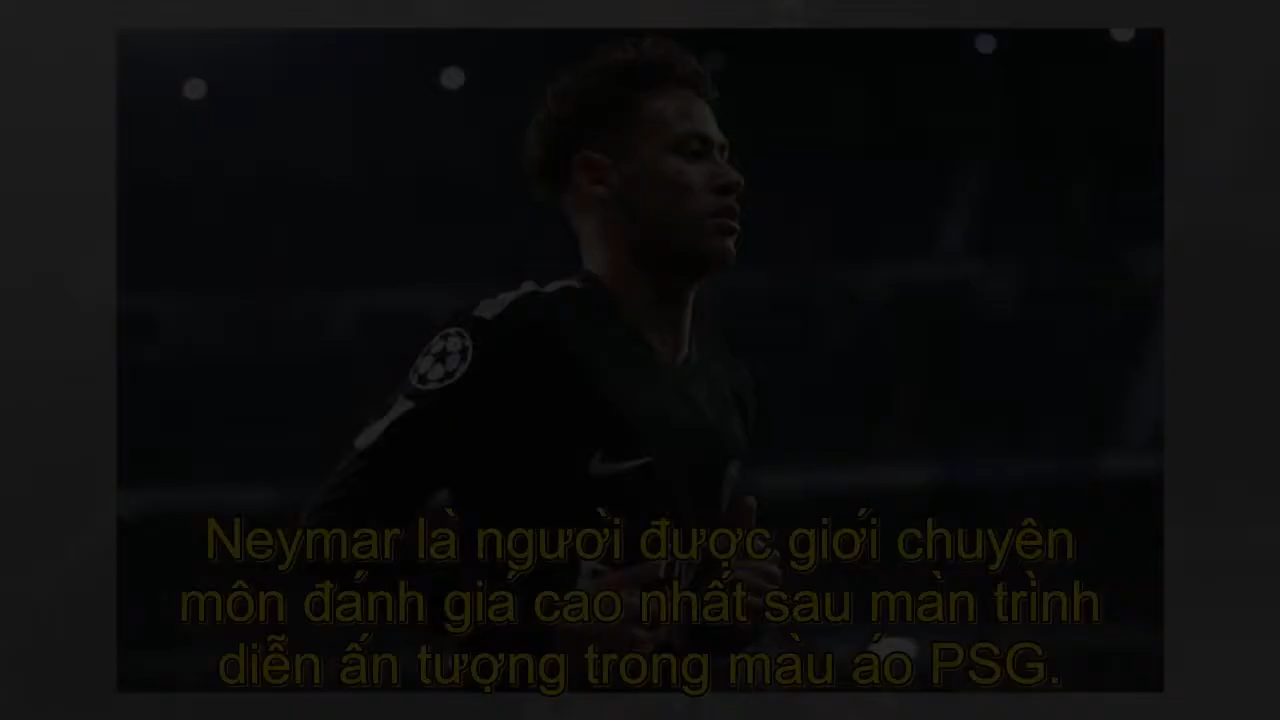 Neymar là người được giới chuyên
môn đánh giá cao nhất sau màn trình
diễn ấn tượng trong màu áo PSG.